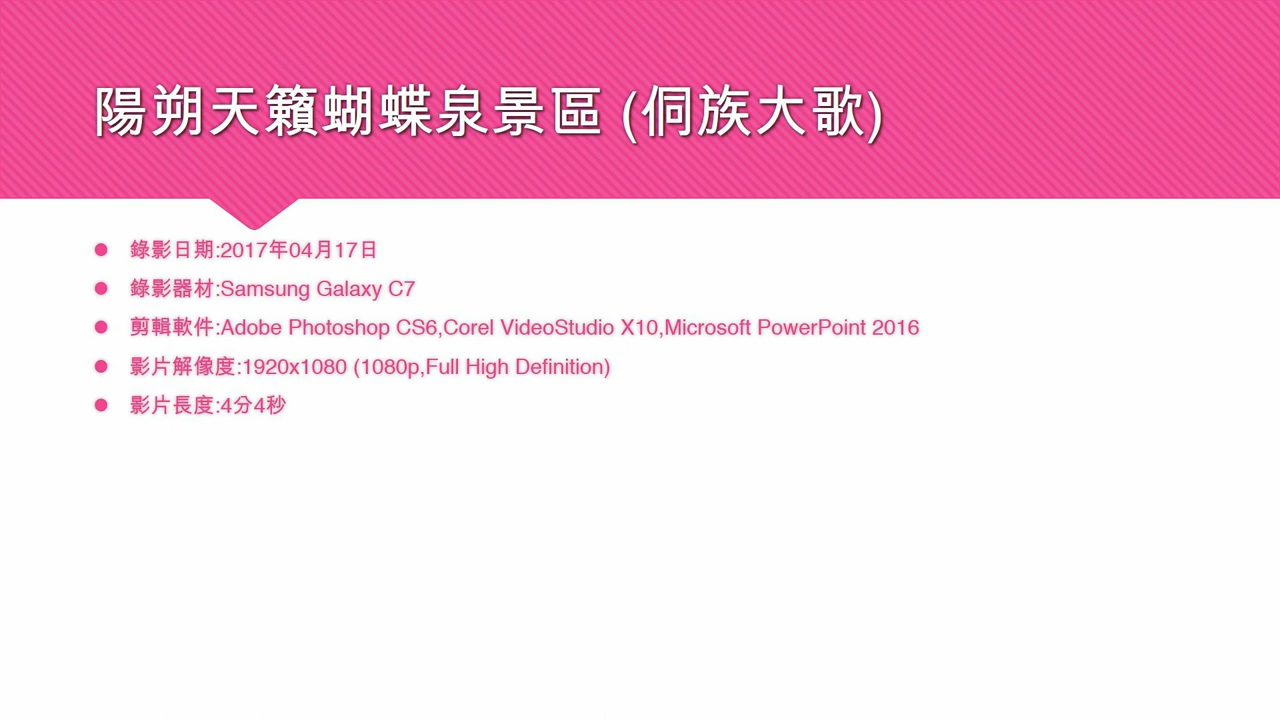 陽朔天籟蝴蝶泉景區 (侗族大歌)
錄影日期:2017年04月17日
錄影器材:Samsung Galaxy C7
剪輯軟件:Adobe Photoshop CS6,Corel VideoStudio X10,Microsoft PowerPoint 2016
影片解像度:1920x1080 (1080p,Full High Definition)
影片長度:4分4秒